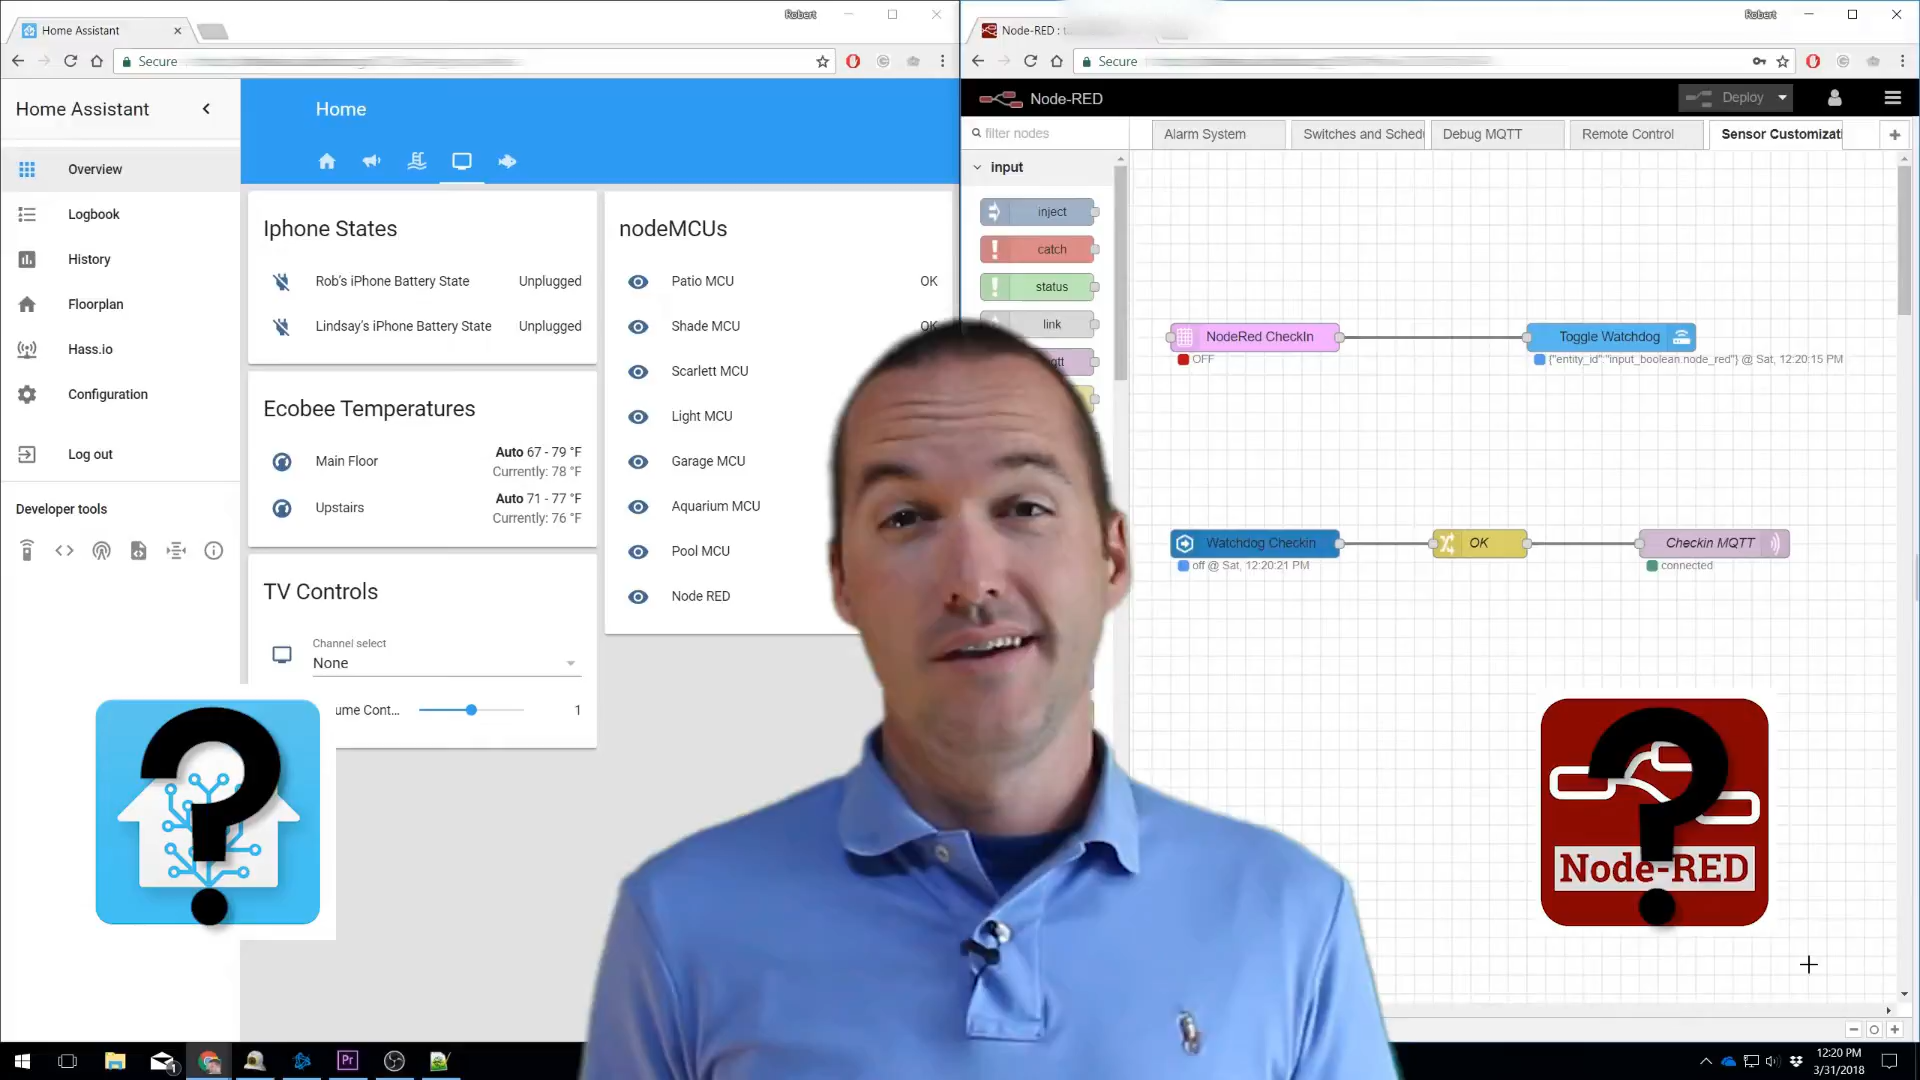 Robert
Home Assistant
Secure
Home Assistant
Home
Overview
Logbook
History
Floorplan
Hass.io
Configuration
Log out
Developer tools
Iphone States
Rob's iPhone Battery State Unplugged
Lindsay's iPhone Battery State Unplugged
Ecobee Temperatures
Main Floor Auto 67 - 79 °F
Currently: 78 °F
Upstairs Auto 71 - 77 °F
Currently: 76 °F
TV Controls
Channel select
None
ume Cont... 1
nodeMCUs
Patio MCU OK
Shade MCU OK
Scarlett MCU
Light MCU
Garage MCU
Aquarium MCU
Pool MCU
Node RED
Robert
Node-RED :
Secure
Node-RED
Deploy
filter nodes
Alarm System
Switches and Schedu
Debug MQTT
Remote Control
Sensor Customizati
input
inject
catch
status
link
NodeRed CheckIn
OFF
Toggle Watchdog
{"entity_id":"input_boolean.node_red"} @ Sat, 12:20:15 PM
Watchdog Checkin
off @ Sat, 12:20:21 PM
OK
Checkin MQTT
connected
?
?
Node-RED
Pr
1
12:20 PM
3/31/2018